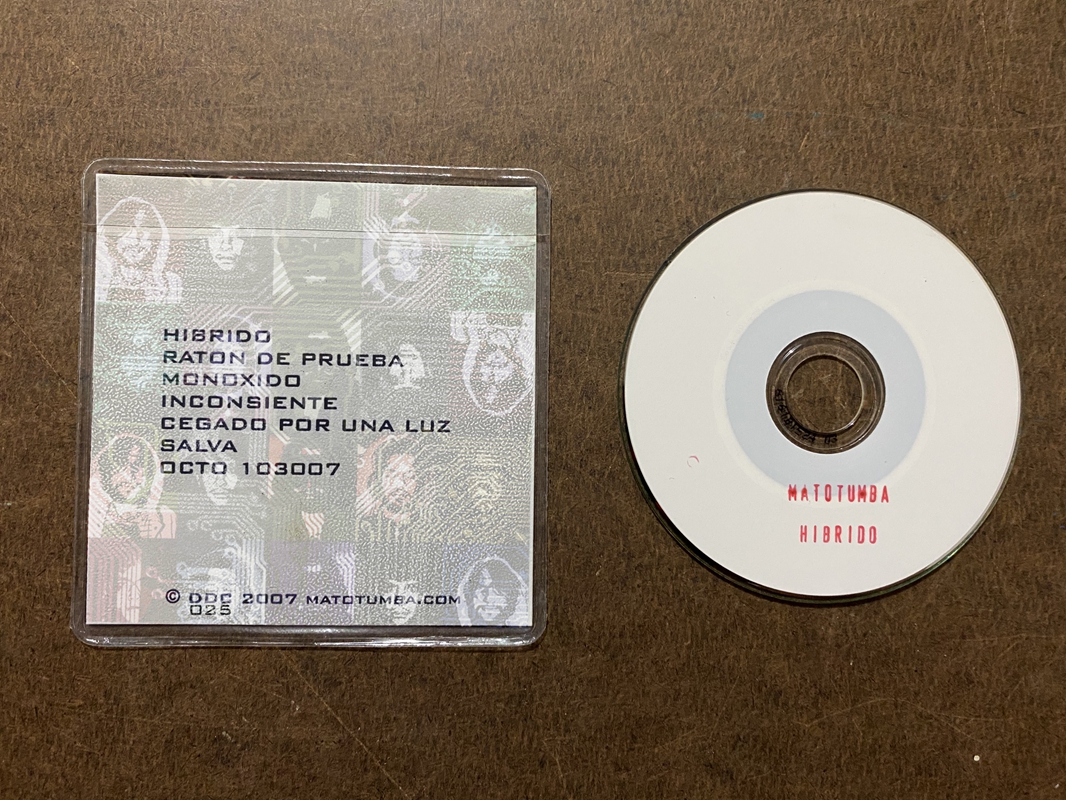 HIBRIDO
RATON DE PRUEBA
MONOXIDO
INCONSIENTE
CEGADO POR UNA LUZ
SALVA
OCTO 103007
© DDC 2007 MATOTUMBA.COM
025
MATOTUMBA
HIBRIDO